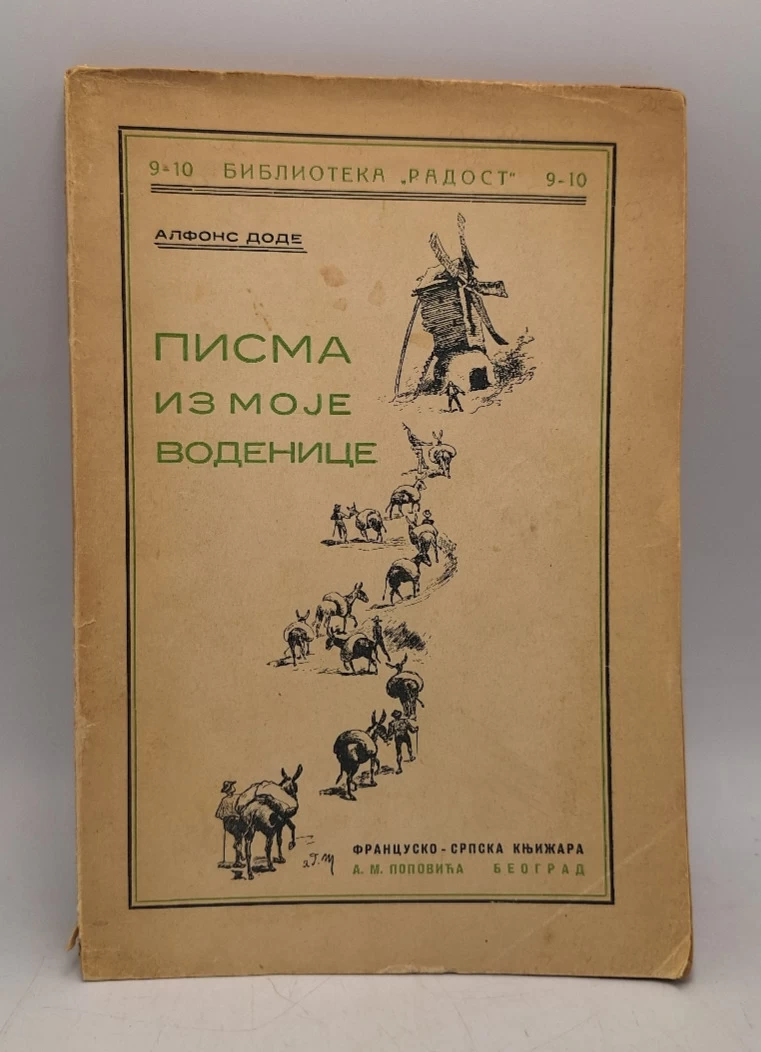 9-10 БИБЛИОТЕКА „РАДОСТ“ 9-10
АЛФОНС ДОДЕ
ПИСМА
ИЗ МОЈЕ
ВОДЕНИЦЕ
ФРАНЦУСКО-СРПСКА КЊИЖАРА
А. М. ПОПОВИЋА БЕОГРАД